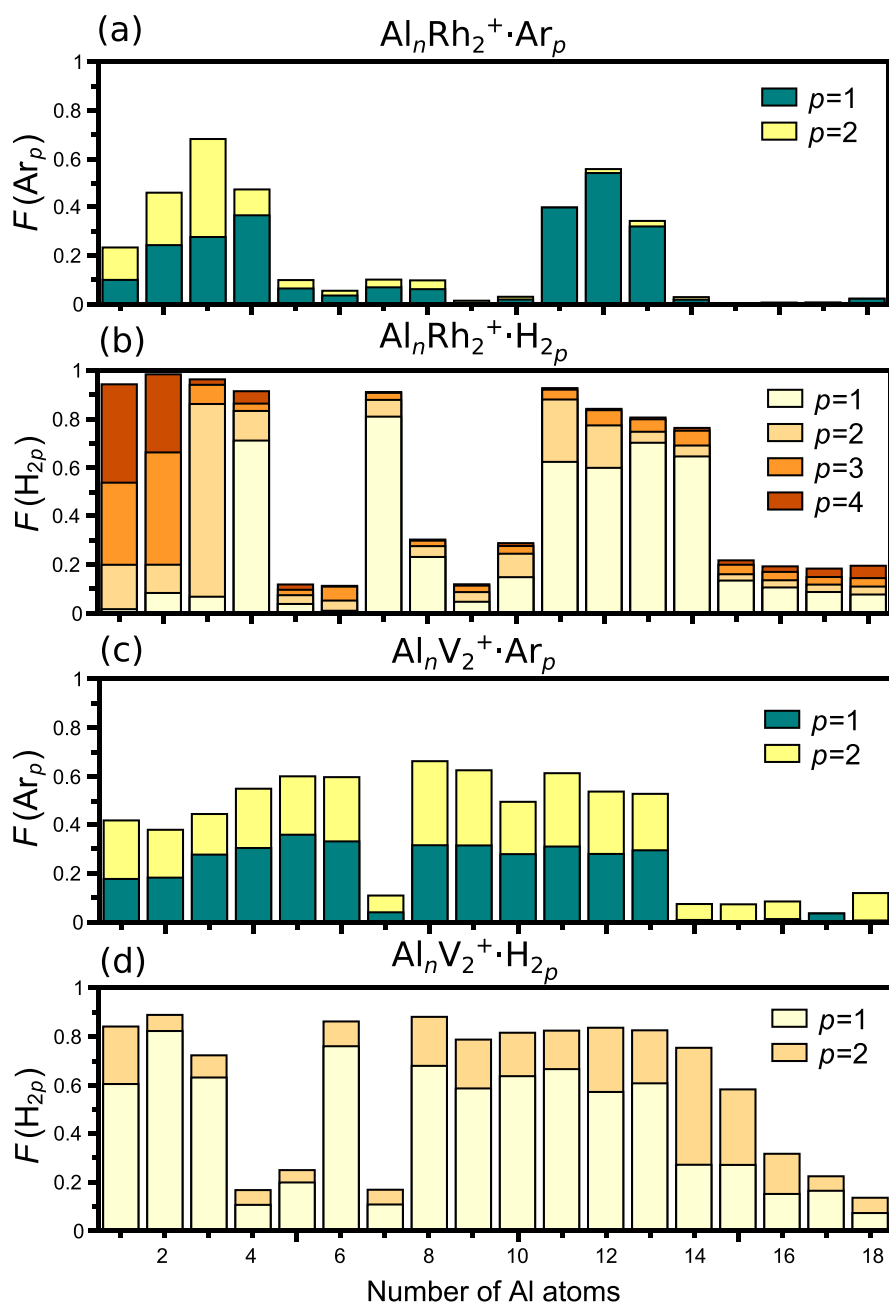 (a) AlₙRh₂⁺·Arₚ
1
0.8
0.6
0.4
0.2
0
F(Arₚ)
p=1
p=2
(b) AlₙRh₂⁺·H₂ₚ
1
0.8
0.6
0.4
0.2
0
F(H₂ₚ)
p=1
p=2
p=3
p=4
(c) AlₙV₂⁺·Arₚ
1
0.8
0.6
0.4
0.2
0
F(Arₚ)
p=1
p=2
(d) AlₙV₂⁺·H₂ₚ
1
0.8
0.6
0.4
0.2
0
F(H₂ₚ)
p=1
p=2
2 4 6 8 10 12 14 16 18
Number of Al atoms